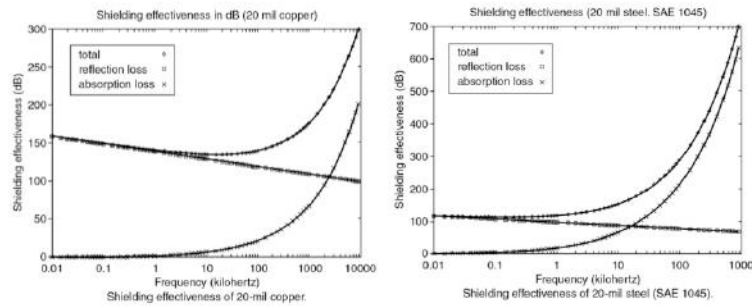 Shielding effectiveness in dB (20 mil copper)
300
250
200
150
100
50
0
Shielding effectiveness (dB)
total
reflection loss
absorption loss
0.01
0.1
1
10
100
1000
10000
Frequency (kilohertz)
Shielding effectiveness of 20-mil copper.
Shielding effectiveness (20 mil steel. SAE 1045)
700
600
500
400
300
200
100
0
Shielding effectiveness (dB)
total
reflection loss
absorption loss
0.01
0.1
1
10
100
1000
Frequency (kilohertz)
Shielding effectiveness of 20-mil steel (SAE 1045).